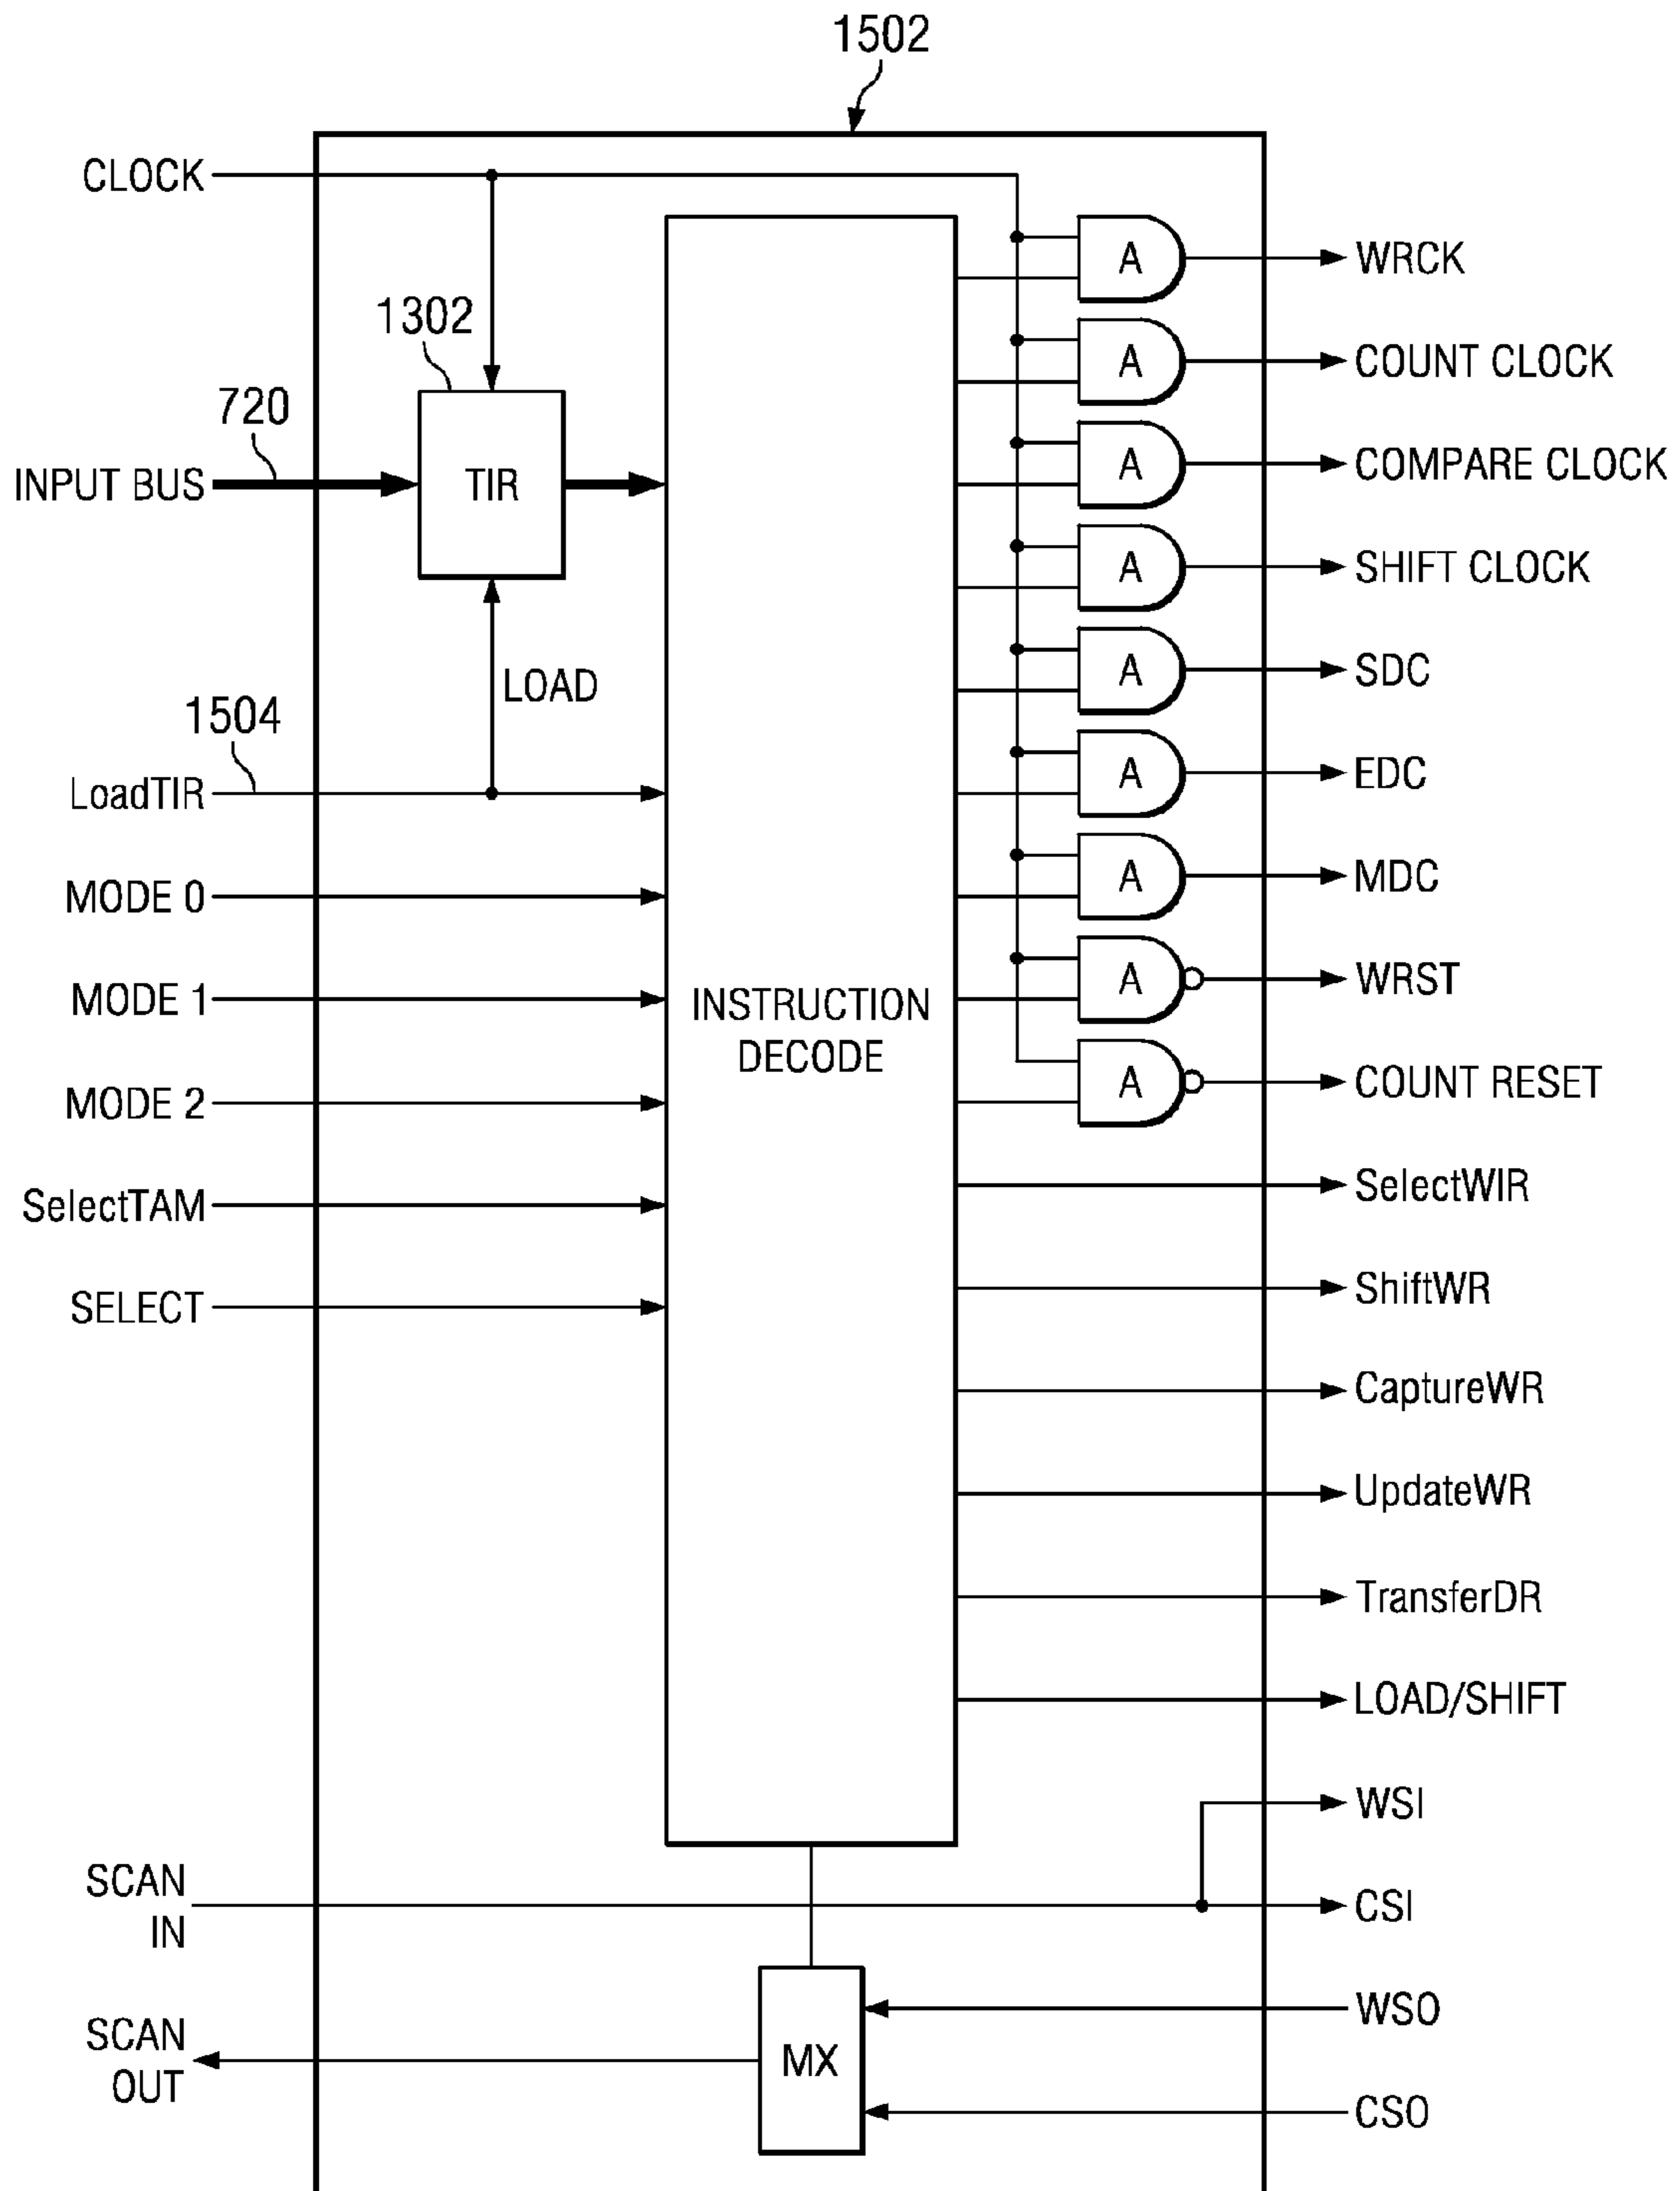 1502
CLOCK
A
WRCK
1302
A
COUNT CLOCK
720
INPUT BUS
TIR
A
COMPARE CLOCK
A
SHIFT CLOCK
LOAD
A
SDC
1504
LoadTIR
A
EDC
MODE 0
A
MDC
MODE 1
INSTRUCTION
DECODE
A
WRST
MODE 2
A
COUNT RESET
SelectTAM
SelectWIR
SELECT
ShiftWR
CaptureWR
UpdateWR
TransferDR
LOAD/SHIFT
WSI
SCAN
IN
CSI
WSO
SCAN
OUT
MX
CSO